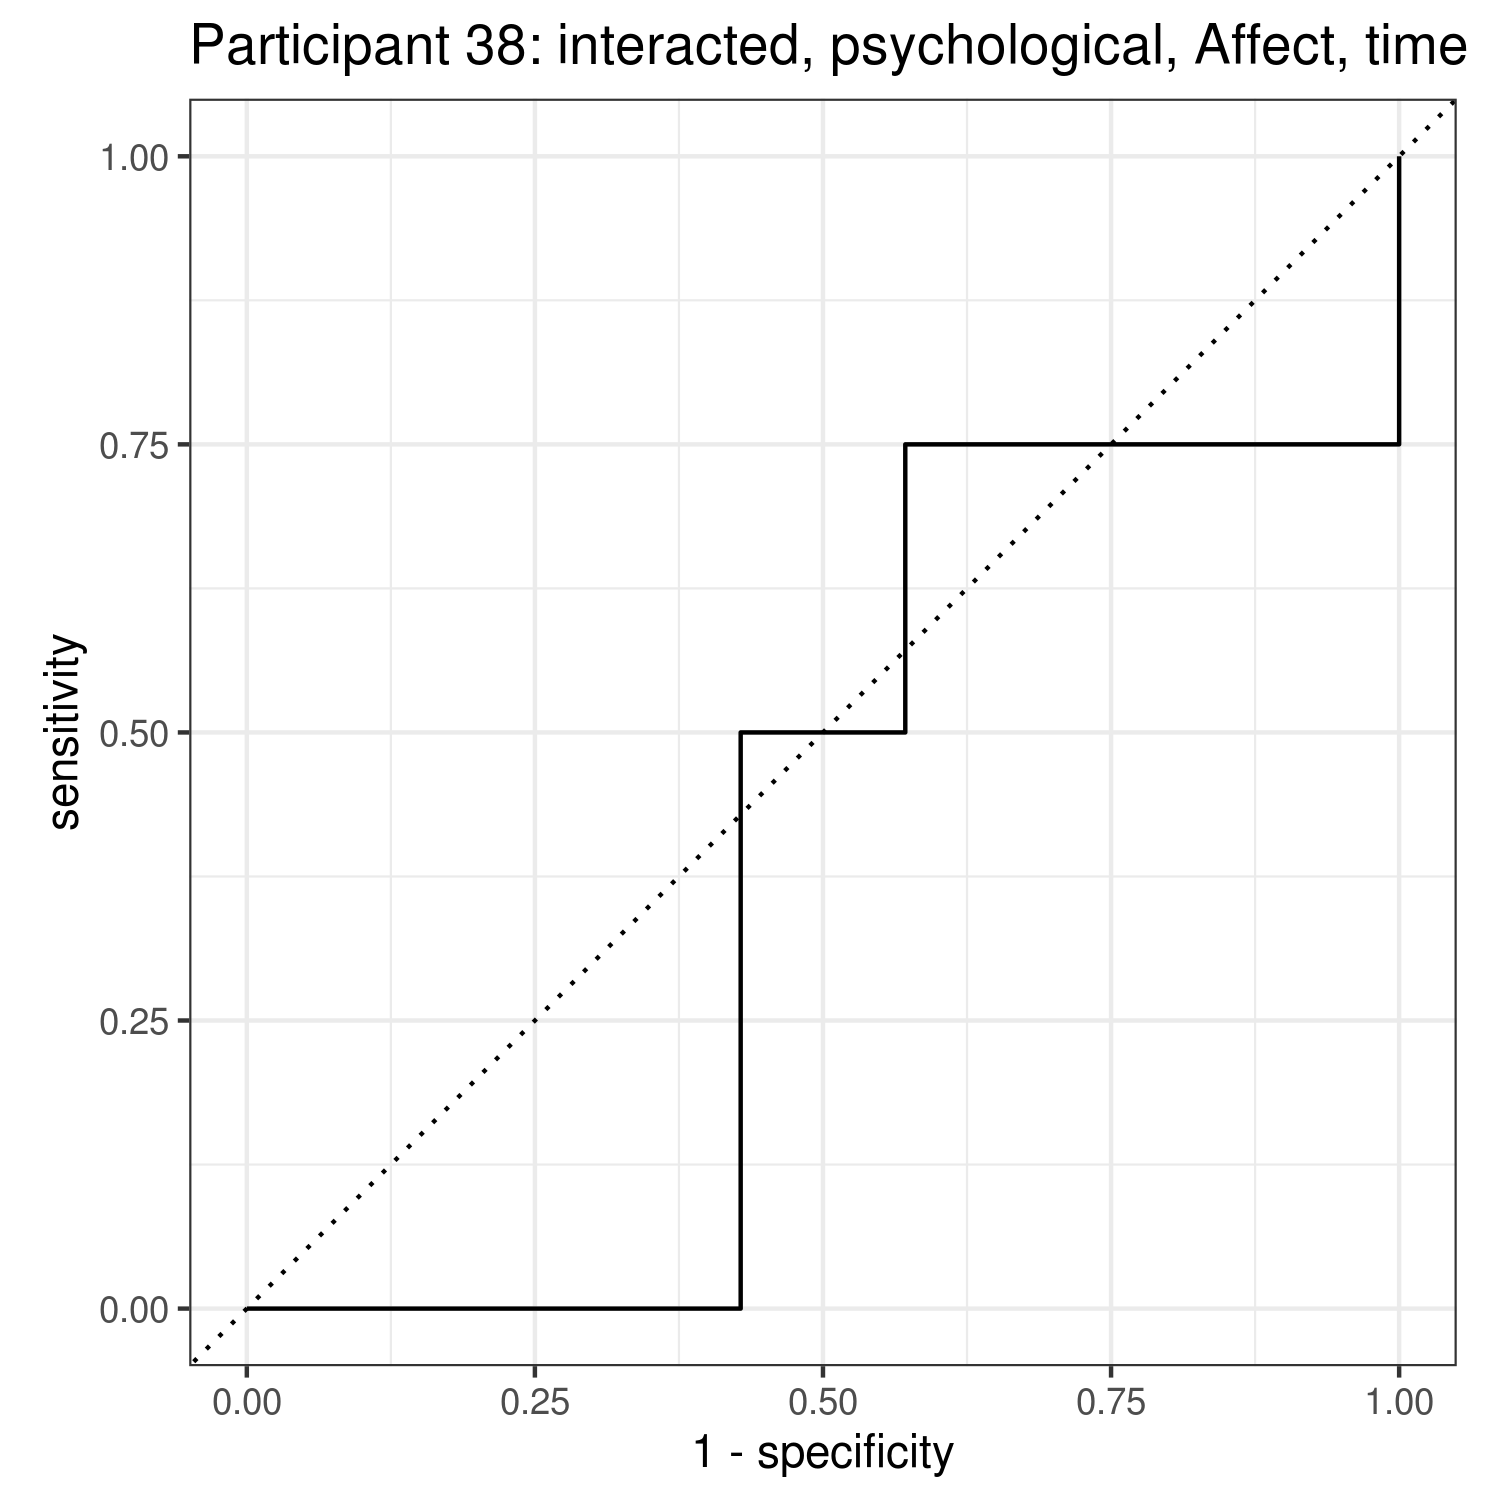 Participant 38: interacted, psychological, Affect, time
sensitivity
1.00
0.75
0.50
0.25
0.00
0.00 0.25 0.50 0.75 1.00
1 - specificity